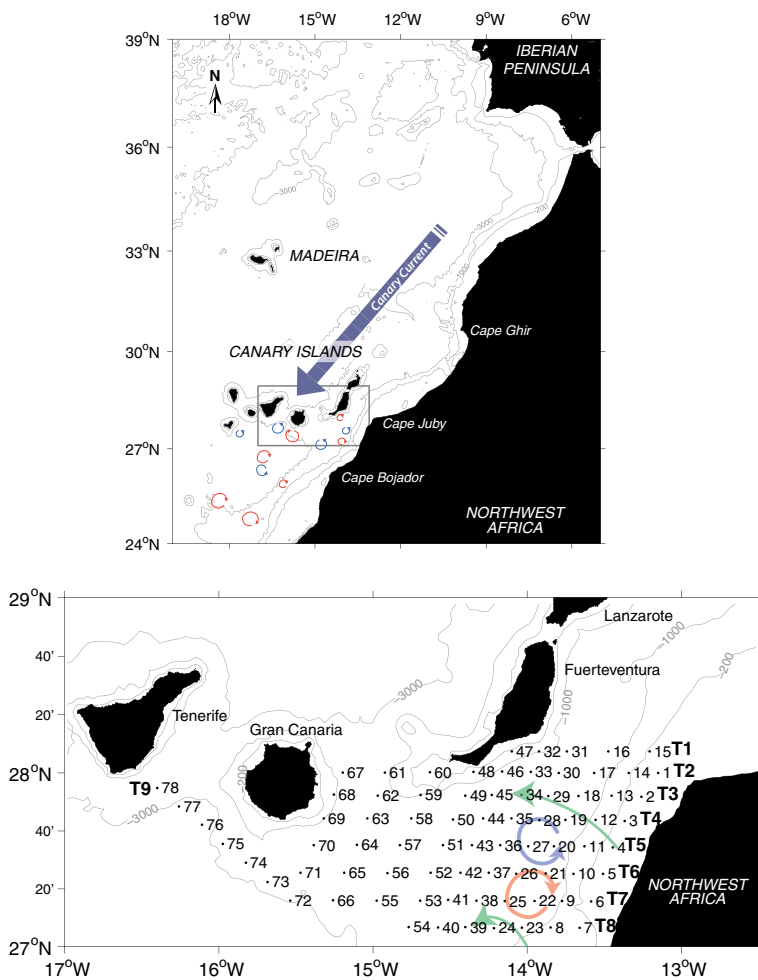 18°W 15°W 12°W 9°W 6°W
39°N
IBERIAN
PENINSULA
N
36°N
3000
-3000
-200
33°N
MADEIRA
1000
Canary Current
Cape Ghir
30°N
CANARY ISLANDS
Cape Juby
27°N
Cape Bojador
NORTHWEST
AFRICA
24°N
29°N
Lanzarote
-1000
40'
Fuerteventura
-200
-3000
-1000
20'
Tenerife
Gran Canaria
47 32 31 16 15 T1
28°N
-200
67 61 60 48 46 33 30 17 14 1 T2
T9 78
68 62 59 49 45 34 29 18 13 2 T3
-3000
77
40'
76
69 63 58 50 44 35 28 19 12 3 T4
75 70 64 57 51 43 36 27 20 11 4 T5
74
71 65 56 52 42 37 26 21 10 5 T6
20'
73
NORTHWEST
AFRICA
72 66 55 53 41 38 25 22 9 6 T7
54 40 39 24 23 8 7 T8
27°N
17°W 16°W 15°W 14°W 13°W